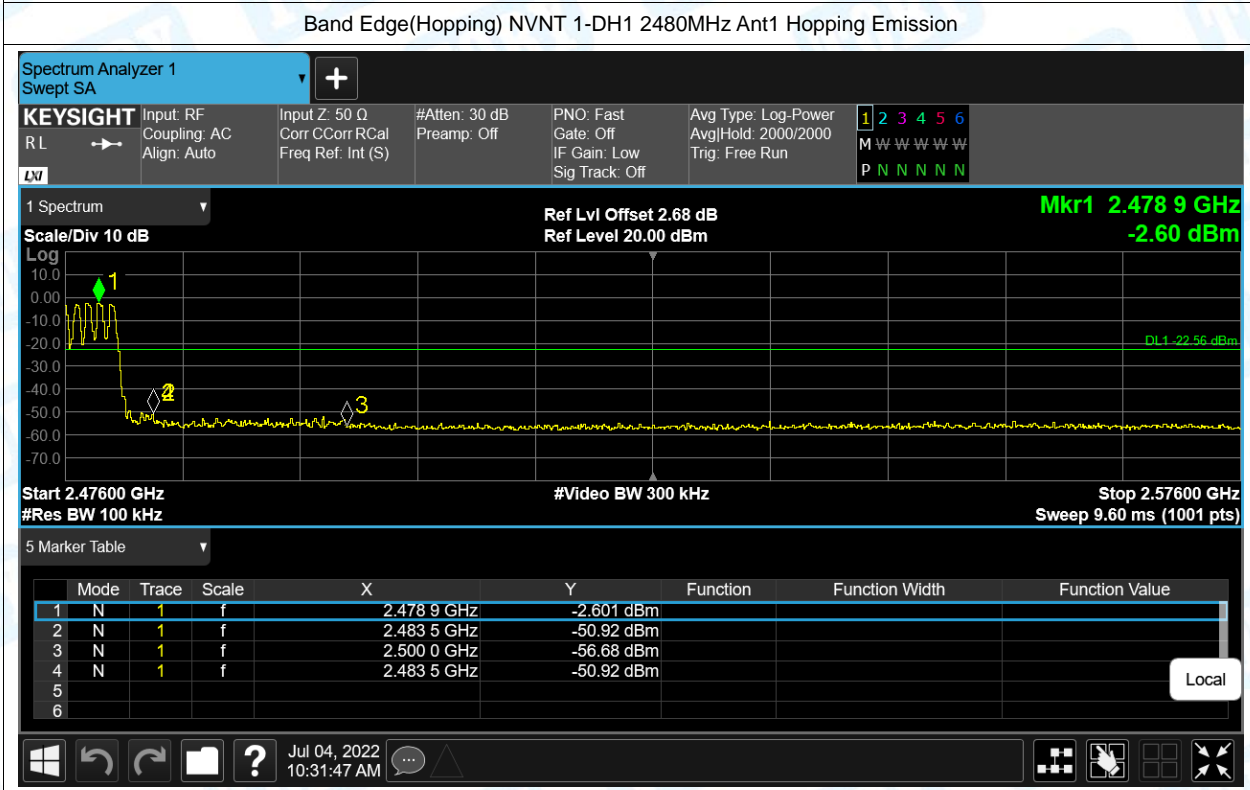 Band Edge(Hopping) NVNT 1-DH1 2480MHz Ant1 Hopping Emission
Spectrum Analyzer 1
Swept SA
KEYSIGHT
R L
LXI
Input: RF
Coupling: AC
Align: Auto
Input Z: 50 Ω
Corr CCorr RCal
Freq Ref: Int (S)
#Atten: 30 dB
Preamp: Off
PNO: Fast
Gate: Off
IF Gain: Low
Sig Track: Off
Avg Type: Log-Power
Avg|Hold: 2000/2000
Trig: Free Run
1 2 3 4 5 6
M W W W W W
P N N N N N
1 Spectrum
Scale/Div 10 dB
Ref Lvl Offset 2.68 dB
Ref Level 20.00 dBm
Mkr1 2.478 9 GHz
-2.60 dBm
Log
10.0
0.00
-10.0
-20.0
-30.0
-40.0
-50.0
-60.0
-70.0
1
2
4
3
DL1 -22.56 dBm
Start 2.47600 GHz
#Res BW 100 kHz
#Video BW 300 kHz
Stop 2.57600 GHz
Sweep 9.60 ms (1001 pts)
5 Marker Table
Mode Trace Scale X Y Function Function Width Function Value
1 N 1 f 2.478 9 GHz -2.601 dBm
2 N 1 f 2.483 5 GHz -50.92 dBm
3 N 1 f 2.500 0 GHz -56.68 dBm
4 N 1 f 2.483 5 GHz -50.92 dBm
5
6
Local
?
Jul 04, 2022
10:31:47 AM